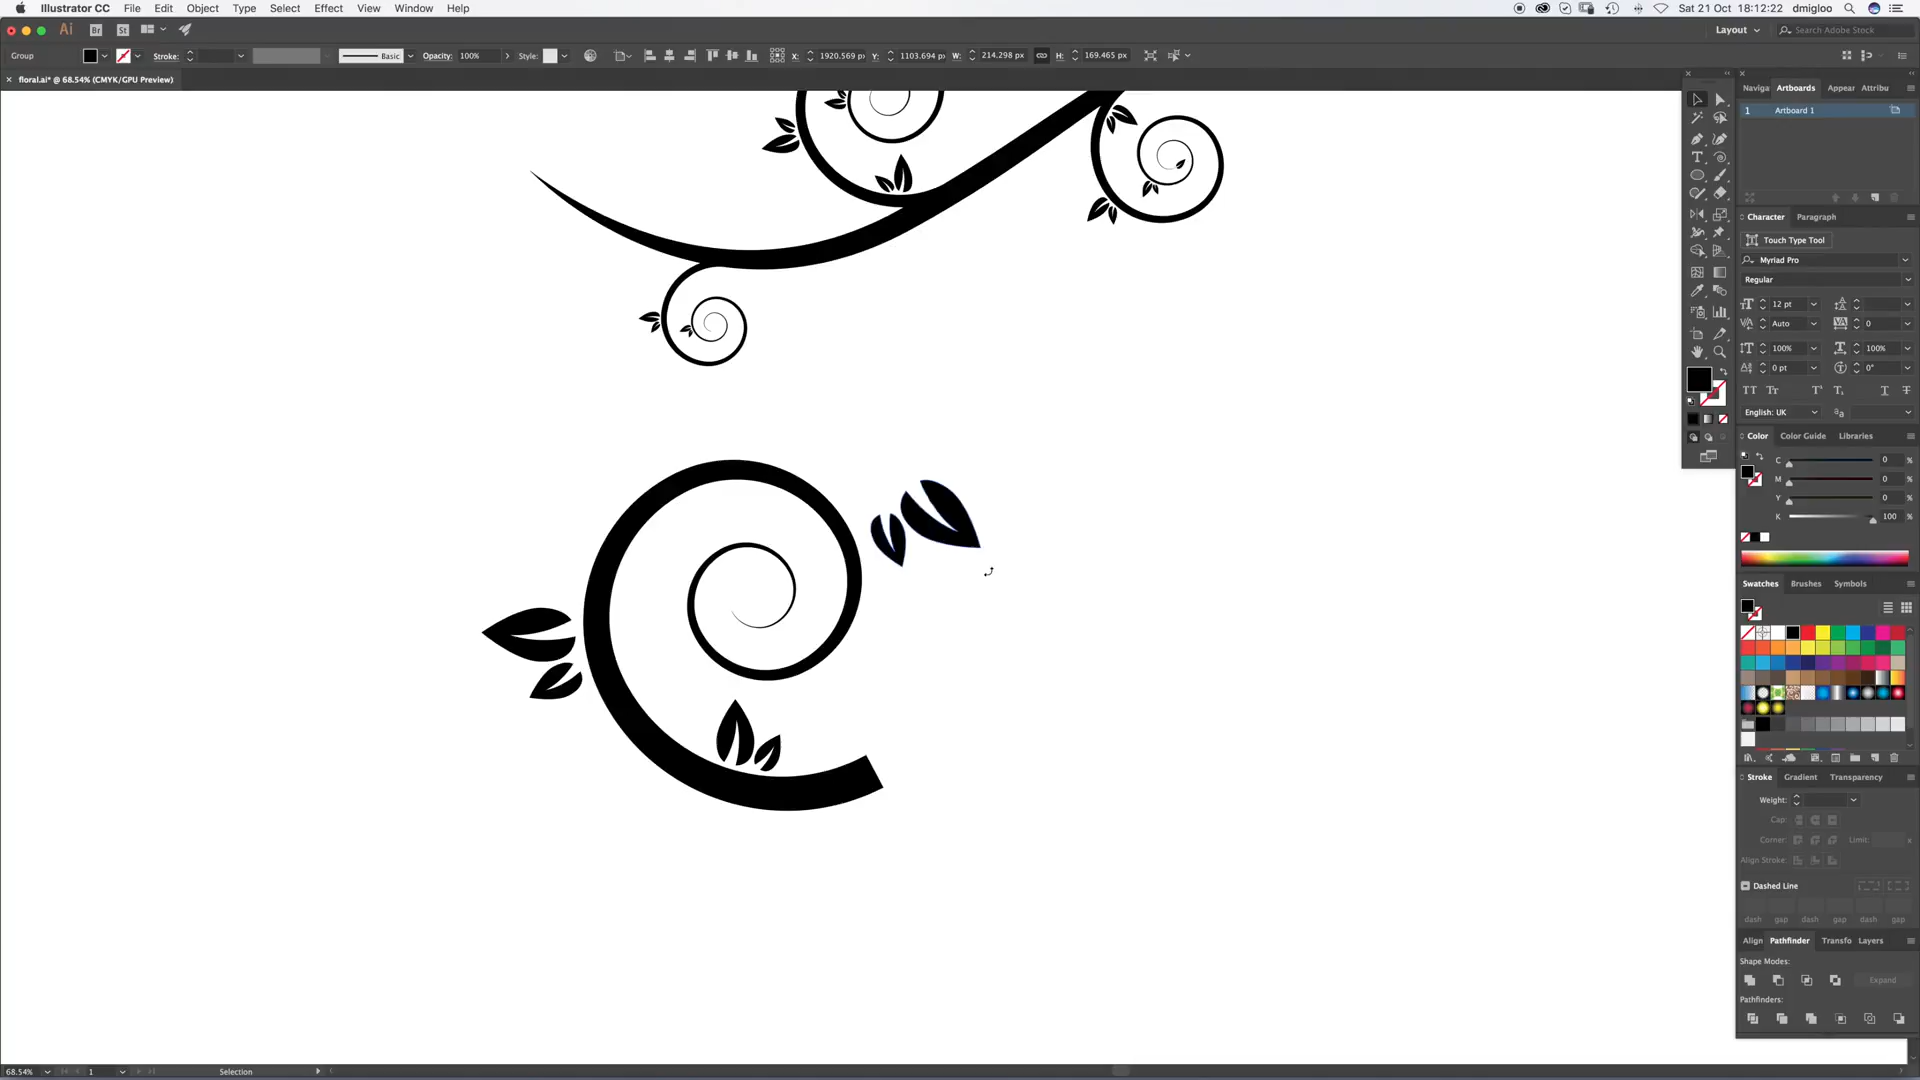 Illustrator CC File Edit Object Type Select Effect View Window Help Sat 21 Oct 18:12:22 dmigloo
Ai Br St Layout Search Adobe Stock
Group Stroke: Basic Opacity: 100% Style: X: 1920.569 px Y: 1103.694 px W: 214.298 px H: 169.465 px
floral.ai* @ 68.54% (CMYK/GPU Preview)
Naviga Artboards Appear Attribu
1 Artboard 1
Character Paragraph
Touch Type Tool
Myriad Pro
Regular
12 pt
Auto 0
100% 100%
0 pt 0°
English: UK
Color Color Guide Libraries
C 0 %
M 0 %
Y 0 %
K 100 %
Swatches Brushes Symbols
Stroke Gradient Transparency
Weight:
Cap:
Corner: Limit: x
Align Stroke:
Dashed Line
dash gap dash gap dash gap
Align Pathfinder Transfo Layers
Shape Modes:
Expand
Pathfinders:
68.54% 1 Selection